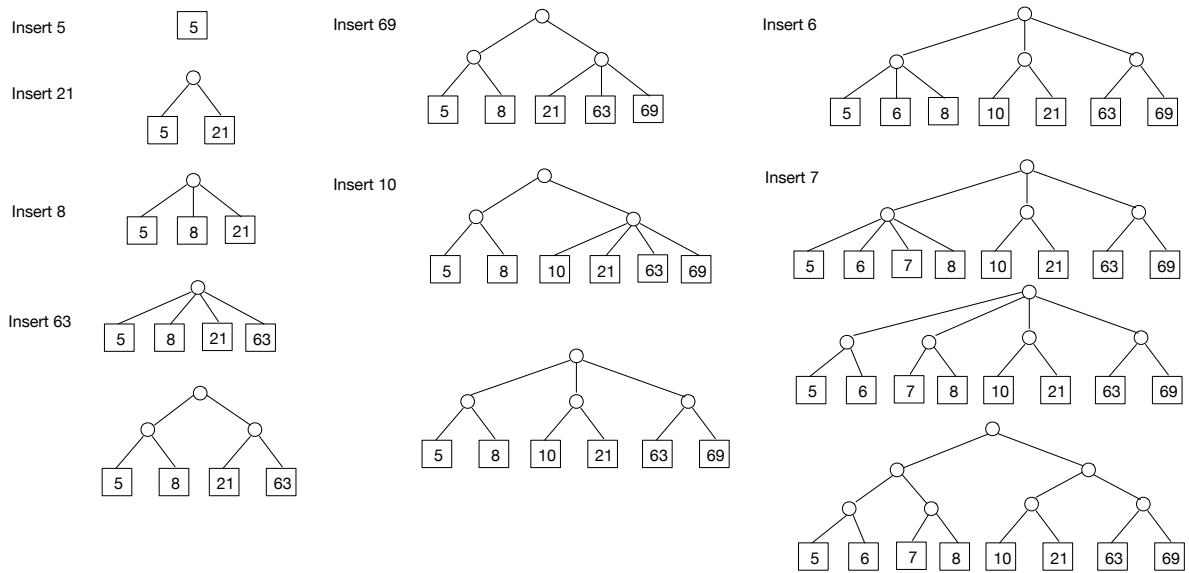 Insert 5
5
Insert 21
5 21
Insert 8
5 8 21
Insert 63
5 8 21 63
5 8 21 63
Insert 69
5 8 21 63 69
Insert 10
5 8 10 21 63 69
5 8 10 21 63 69
Insert 6
5 6 8 10 21 63 69
Insert 7
5 6 7 8 10 21 63 69
5 6 7 8 10 21 63 69
5 6 7 8 10 21 63 69